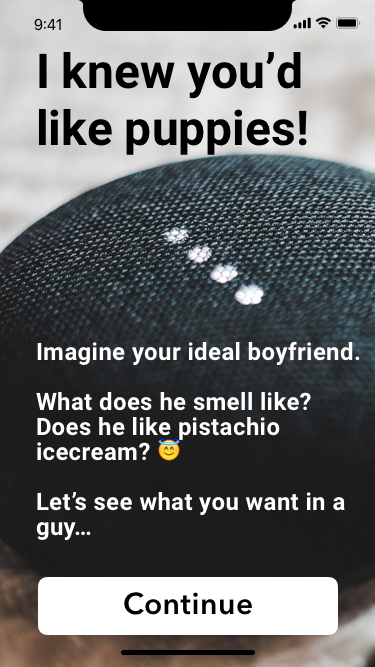 9:41
I knew you’d
like puppies!
Imagine your ideal boyfriend.
What does he smell like?
Does he like pistachio
icecream? 😇
Let’s see what you want in a
guy…
Continue